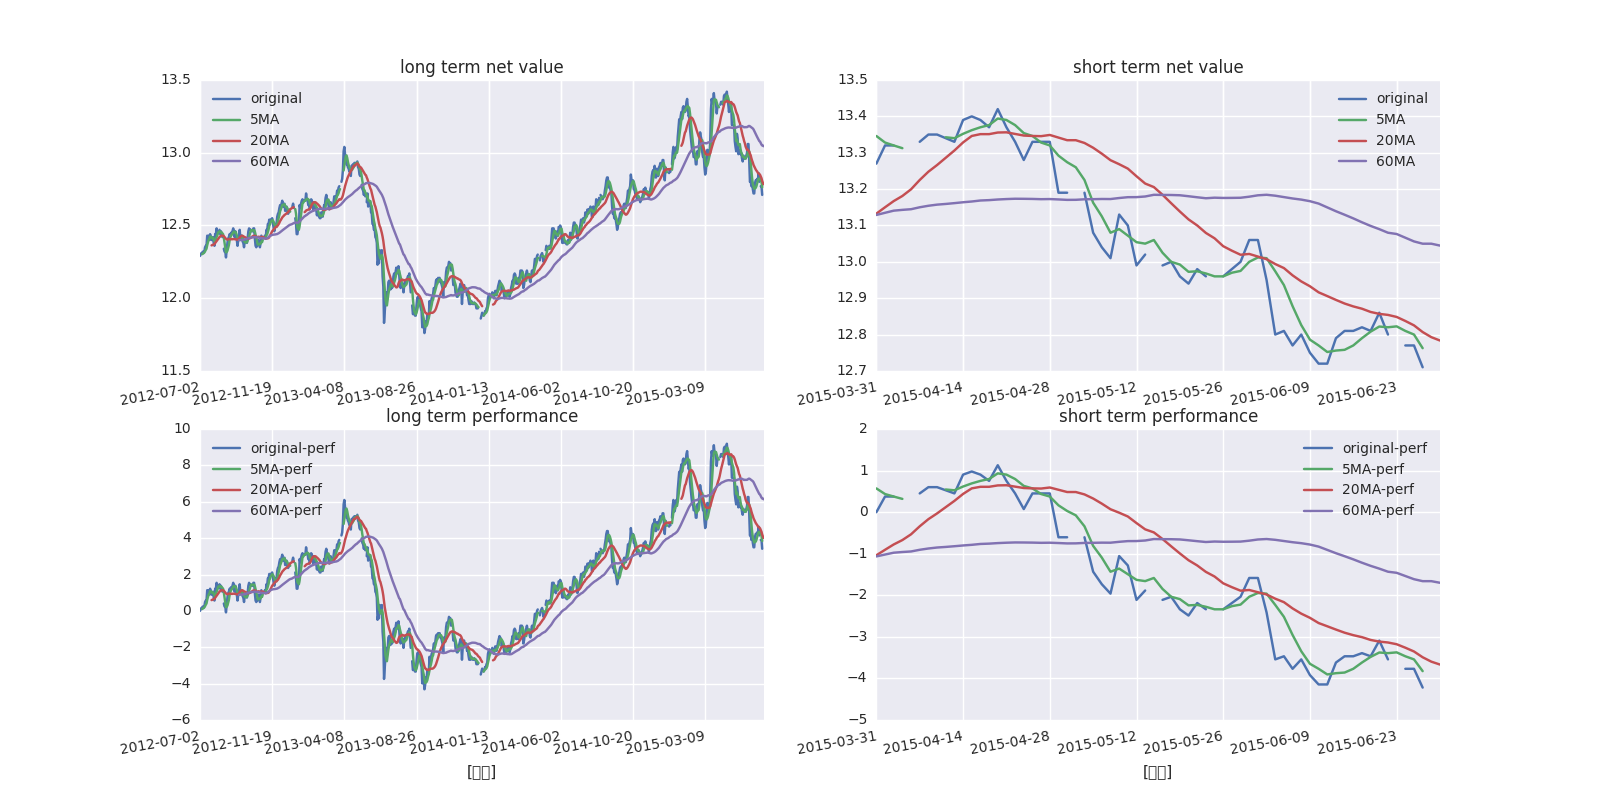 long term net value
13.5
13.0
12.5
12.0
11.5
original
5MA
20MA
60MA
2012-07-02 2012-11-19 2013-04-08 2013-08-26 2014-01-13 2014-06-02 2014-10-20 2015-03-09
short term net value
13.5
13.4
13.3
13.2
13.1
13.0
12.9
12.8
12.7
original
5MA
20MA
60MA
2015-03-31 2015-04-14 2015-04-28 2015-05-12 2015-05-26 2015-06-09 2015-06-23
long term performance
10
8
6
4
2
0
−2
−4
−6
original-perf
5MA-perf
20MA-perf
60MA-perf
2012-07-02 2012-11-19 2013-04-08 2013-08-26 2014-01-13 2014-06-02 2014-10-20 2015-03-09
short term performance
2
1
0
−1
−2
−3
−4
−5
original-perf
5MA-perf
20MA-perf
60MA-perf
2015-03-31 2015-04-14 2015-04-28 2015-05-12 2015-05-26 2015-06-09 2015-06-23